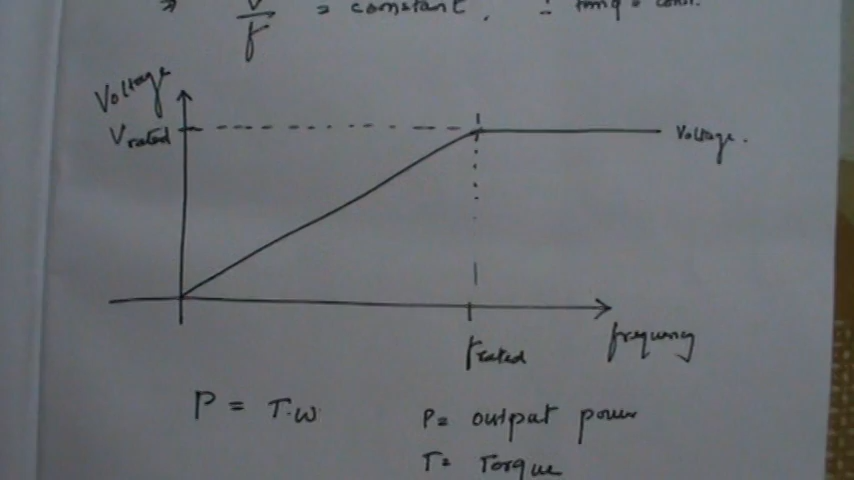 ⇒ V/f = constant,
Voltage
Vrated
Voltage.
frated
frequency
P = T.ω
P= output power
T= Torque